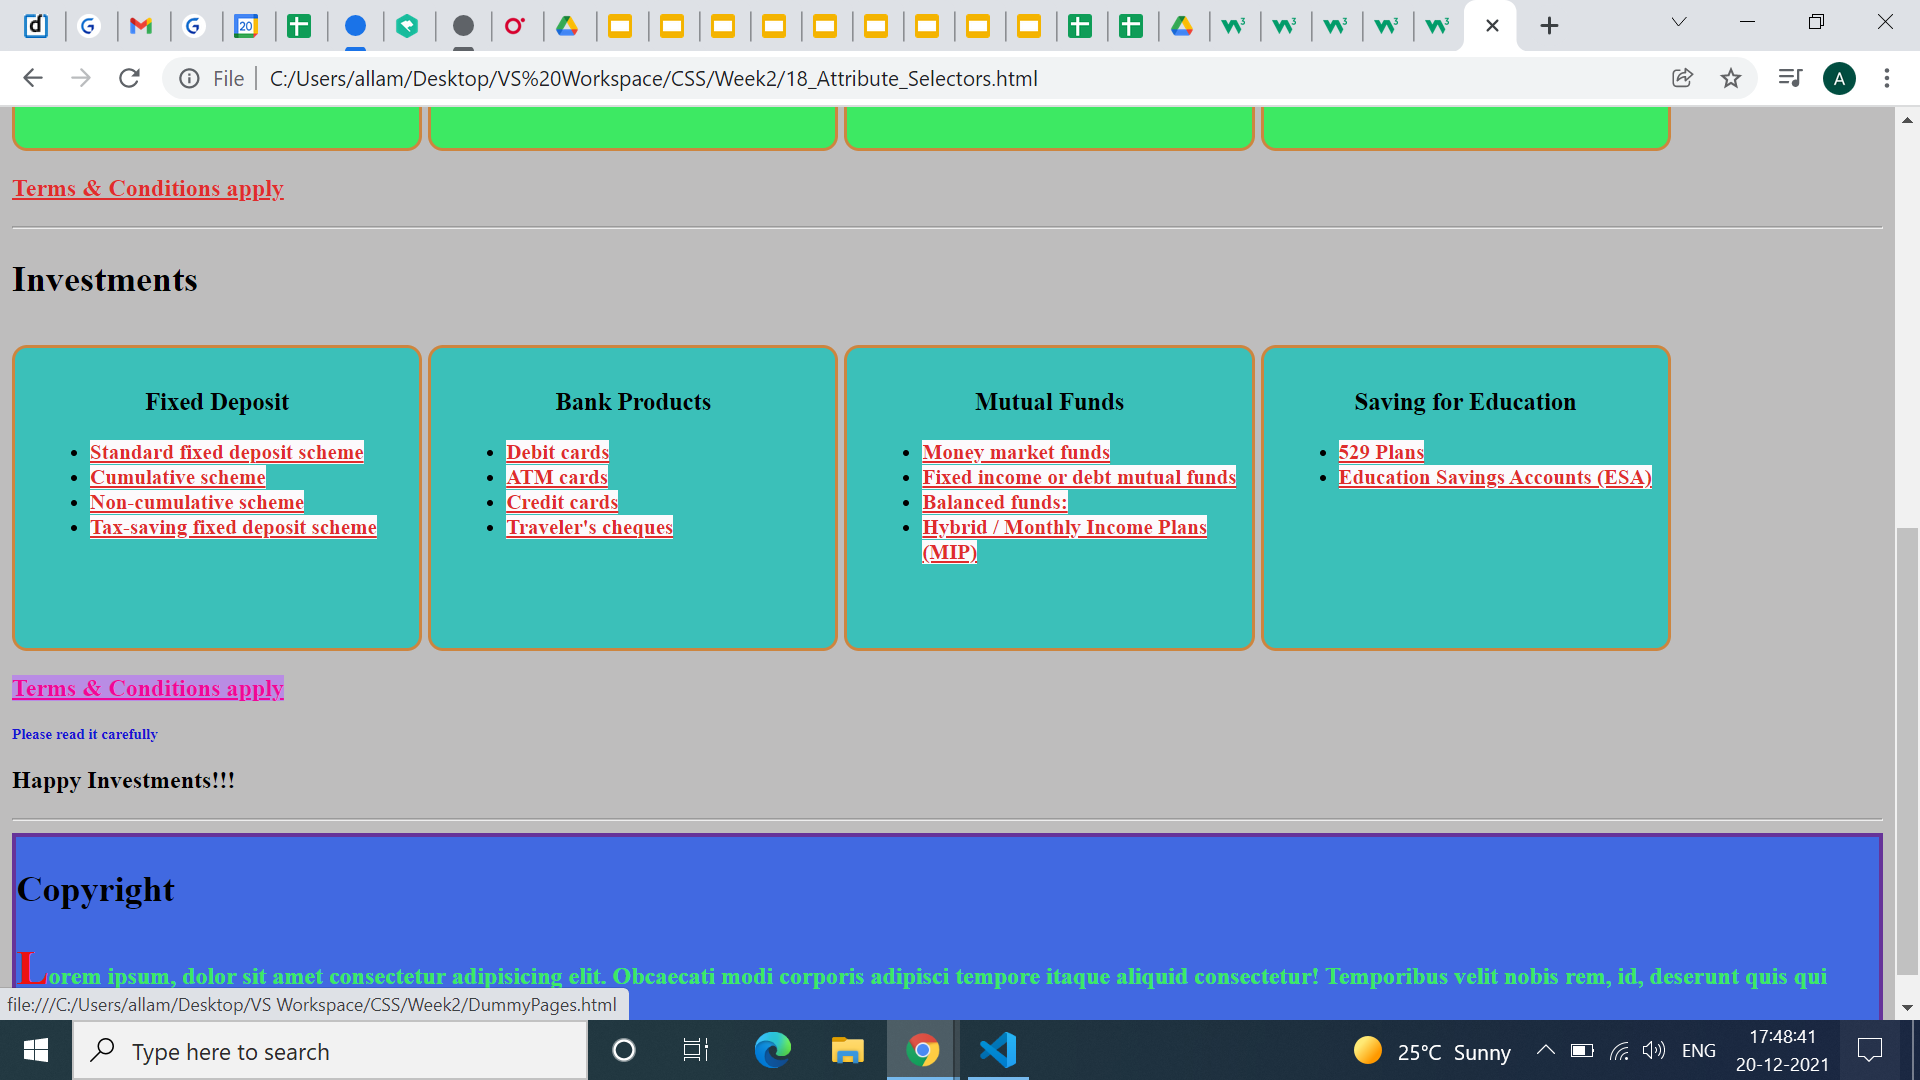 File
C:/Users/allam/Desktop/VS%20Workspace/CSS/Week2/18_Attribute_Selectors.html
A
20
Terms & Conditions apply
Investments
Fixed Deposit
Standard fixed deposit scheme
Cumulative scheme
Non-cumulative scheme
Tax-saving fixed deposit scheme
Bank Products
Debit cards
ATM cards
Credit cards
Traveler's cheques
Mutual Funds
Money market funds
Fixed income or debt mutual funds
Balanced funds:
Hybrid / Monthly Income Plans
(MIP)
Saving for Education
529 Plans
Education Savings Accounts (ESA)
Terms & Conditions apply
Please read it carefully
Happy Investments!!!
Copyright
Lorem ipsum, dolor sit amet consectetur adipisicing elit. Obcaecati modi corporis adipisci tempore itaque aliquid consectetur! Temporibus velit nobis rem, id, deserunt quis qui
file:///C:/Users/allam/Desktop/VS Workspace/CSS/Week2/DummyPages.html
Type here to search
25°C Sunny
ENG
17:48:41
20-12-2021